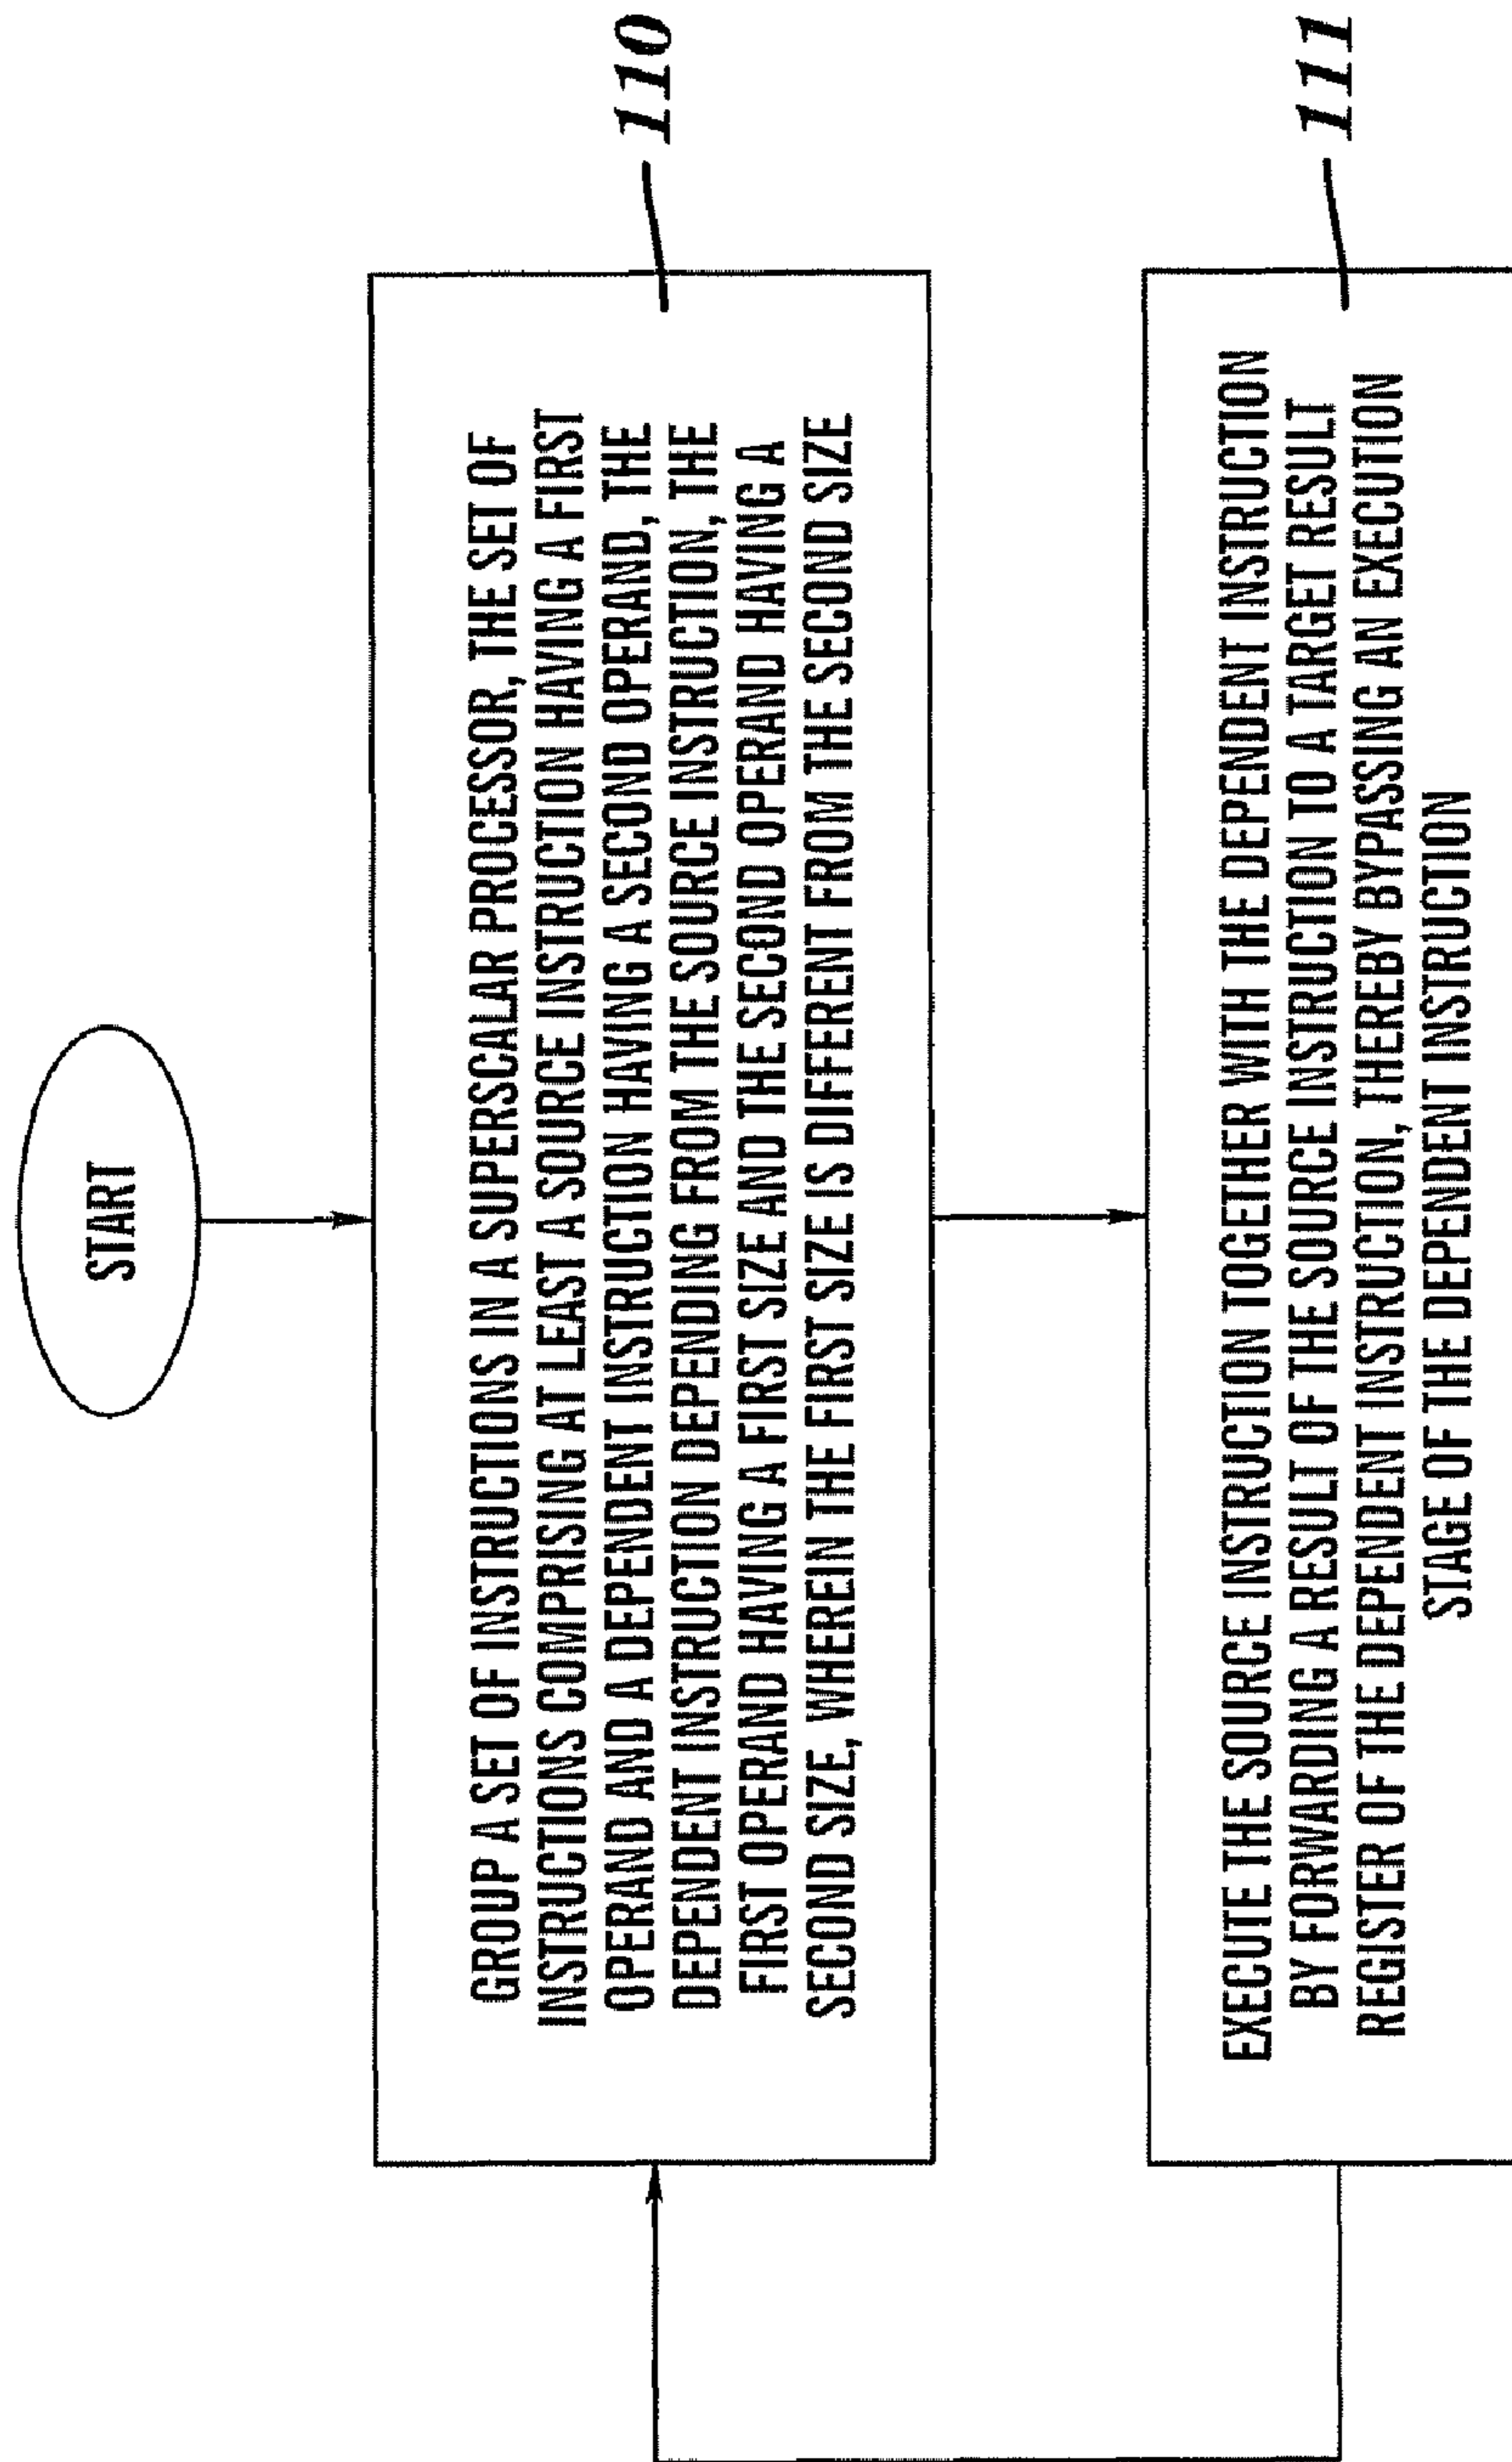 START
GROUP A SET OF INSTRUCTIONS IN A SUPERSCALAR PROCESSOR, THE SET OF
INSTRUCTIONS COMPRISING AT LEAST A SOURCE INSTRUCTION HAVING A FIRST
OPERAND AND A DEPENDENT INSTRUCTION HAVING A SECOND OPERAND, THE
DEPENDENT INSTRUCTION DEPENDING FROM THE SOURCE INSTRUCTION, THE
FIRST OPERAND HAVING A FIRST SIZE AND THE SECOND OPERAND HAVING A
SECOND SIZE, WHEREIN THE FIRST SIZE IS DIFFERENT FROM THE SECOND SIZE
110
EXECUTE THE SOURCE INSTRUCTION TOGETHER WITH THE DEPENDENT INSTRUCTION
BY FORWARDING A RESULT OF THE SOURCE INSTRUCTION TO A TARGET RESULT
REGISTER OF THE DEPENDENT INSTRUCTION, THEREBY BYPASSING AN EXECUTION
STAGE OF THE DEPENDENT INSTRUCTION
111